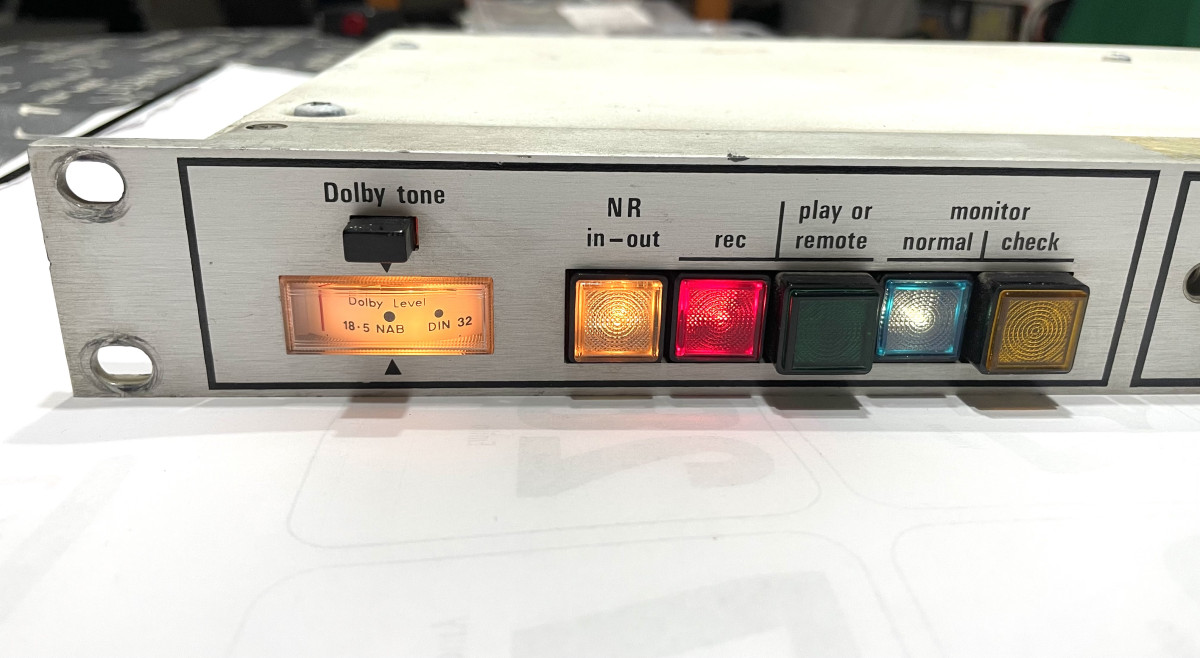 Dolby tone
Dolby Level
18·5 NAB DIN 32
NR
in–out
rec
play or
remote
monitor
normal check